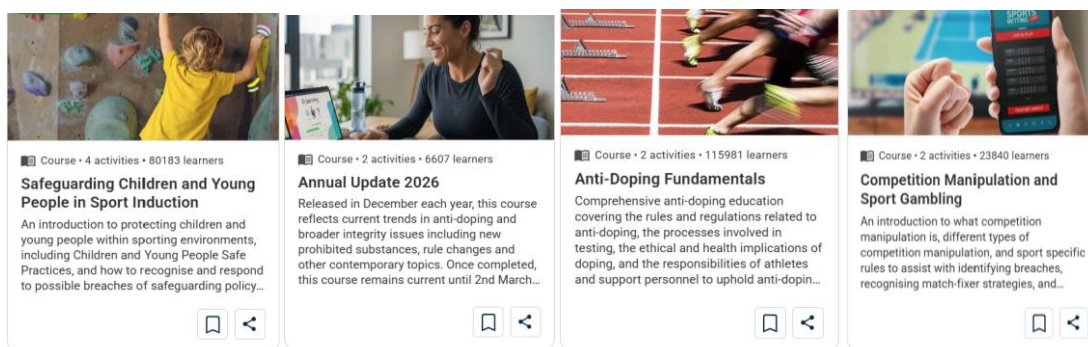 Course • 4 activities • 80183 learners
Safeguarding Children and Young
People in Sport Induction
An introduction to protecting children and
young people within sporting environments,
including Children and Young People Safe
Practices, and how to recognise and respond
to possible breaches of safeguarding policy...
Course • 2 activities • 6607 learners
Annual Update 2026
Released in December each year, this course
reflects current trends in anti-doping and
broader integrity issues including new
prohibited substances, rule changes and
other contemporary topics. Once completed,
this course remains current until 2nd March...
Course • 2 activities • 115981 learners
Anti-Doping Fundamentals
Comprehensive anti-doping education
covering the rules and regulations related to
anti-doping, the processes involved in
testing, the ethical and health implications of
doping, and the responsibilities of athletes
and support personnel to uphold anti-dopin...
SPORTS
BETTING
Course • 2 activities • 23840 learners
Competition Manipulation and
Sport Gambling
An introduction to what competition
manipulation is, different types of
competition manipulation, and sport specific
rules to assist with identifying breaches,
recognising match-fixer strategies, and...